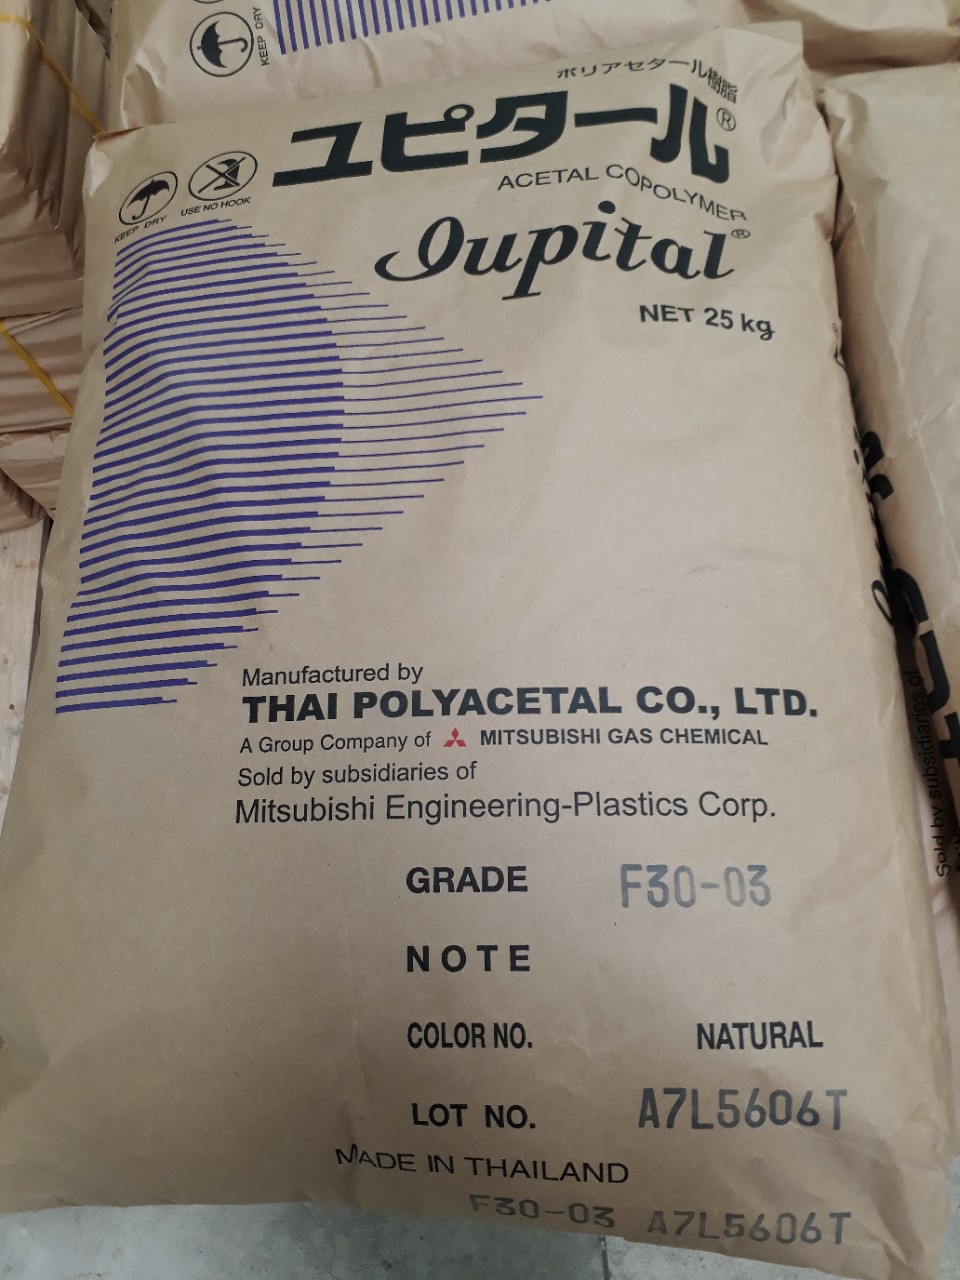 KEEP DRY
ポリアセタール樹脂
ユピタール®
ACETAL COPOLYMER
Iupital®
NET 25 kg
KEEP DRY
USE NO HOOK
Manufactured by
THAI POLYACETAL CO., LTD.
A Group Company of MITSUBISHI GAS CHEMICAL
Sold by subsidiaries of
Mitsubishi Engineering-Plastics Corp.
GRADE F30-03
NOTE
COLOR NO. NATURAL
LOT NO. A7L5606T
MADE IN THAILAND
F30-03 A7L5606T
Sold by subsidiaries of